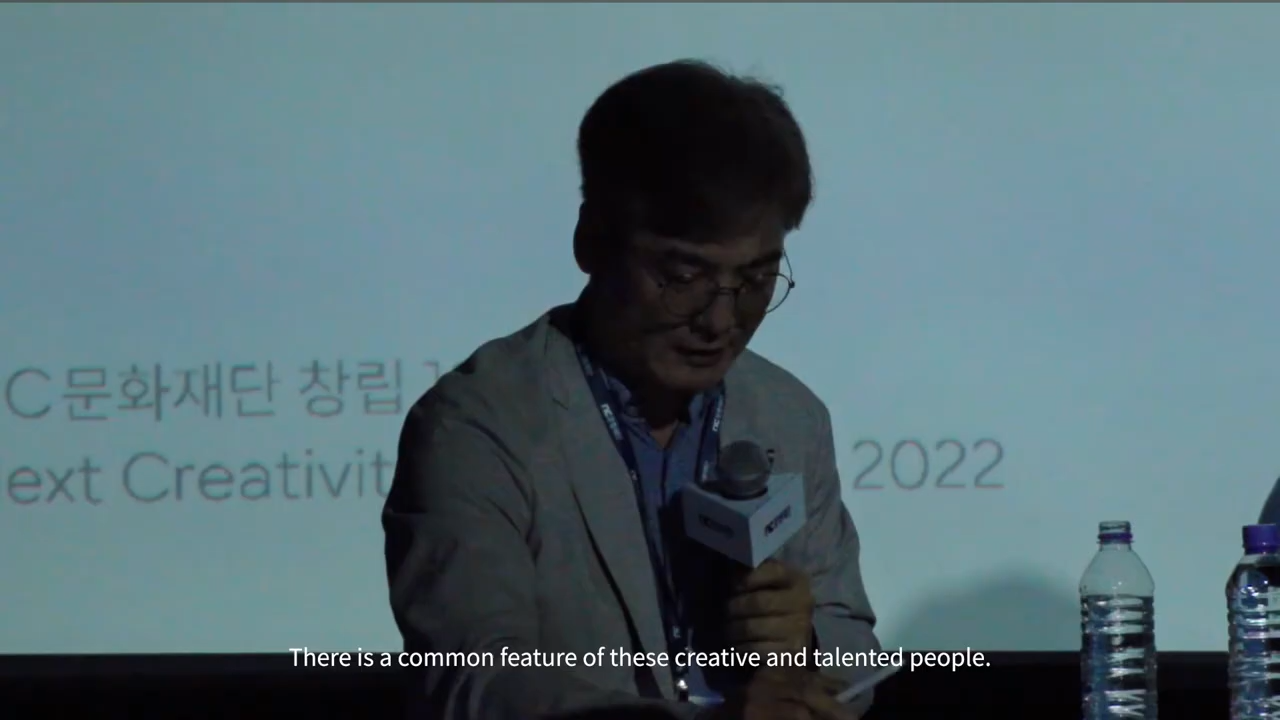 C문화재단 창립
ext Creativit 2022
There is a common feature of these creative and talented people.